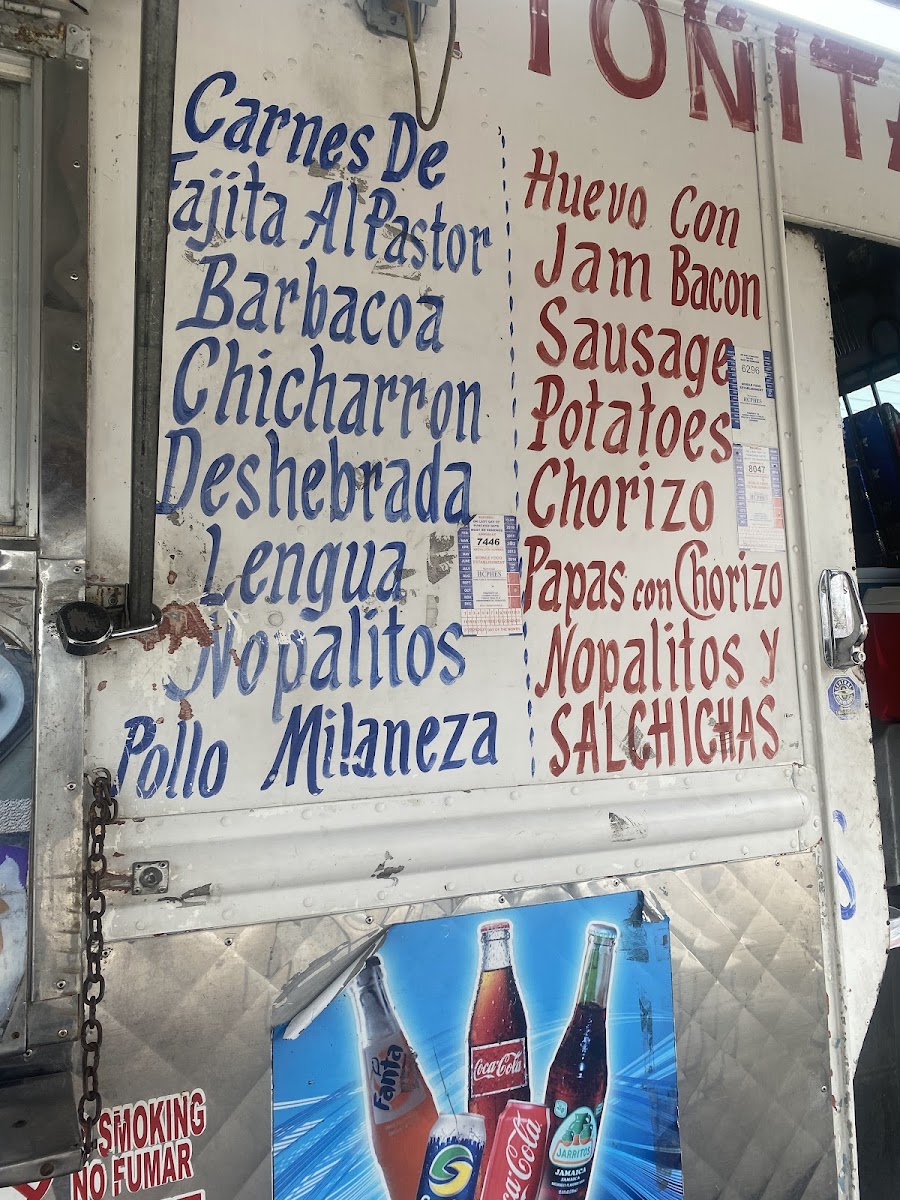 TONITA
Carnes De
Fajita Al Pastor
Barbacoa
Chicharron
Deshebrada
Lengua
Nopalitos
Pollo Milaneza
Huevo Con
Jam Bacon
Sausage
Potatoes
Chorizo
Papas con Chorizo
Nopalitos Y
SALCHICHAS
6296
HCPHES
8047
7446
HCPHES
Fanta
Coca-Cola
Coca-Cola
JARRITOS
JAMAICA
SMOKING
NO FUMAR